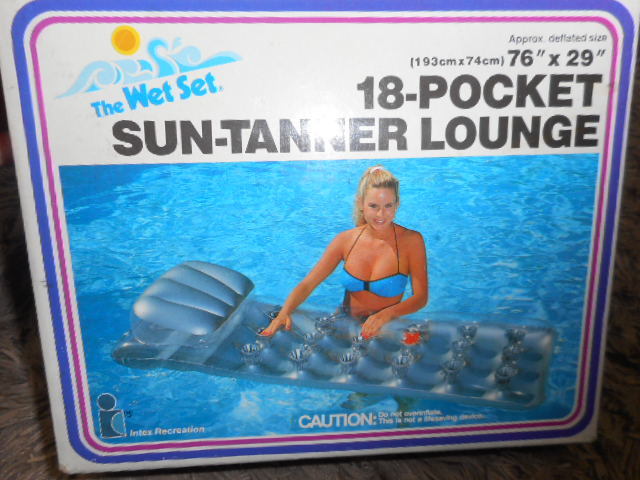 Approx. deflated size
(193cm x 74cm) 76" x 29"
The Wet Set
18-POCKET
SUN-TANNER LOUNGE
Intex Recreation
CAUTION: Do not overinflate.
This is not a lifesaving device.